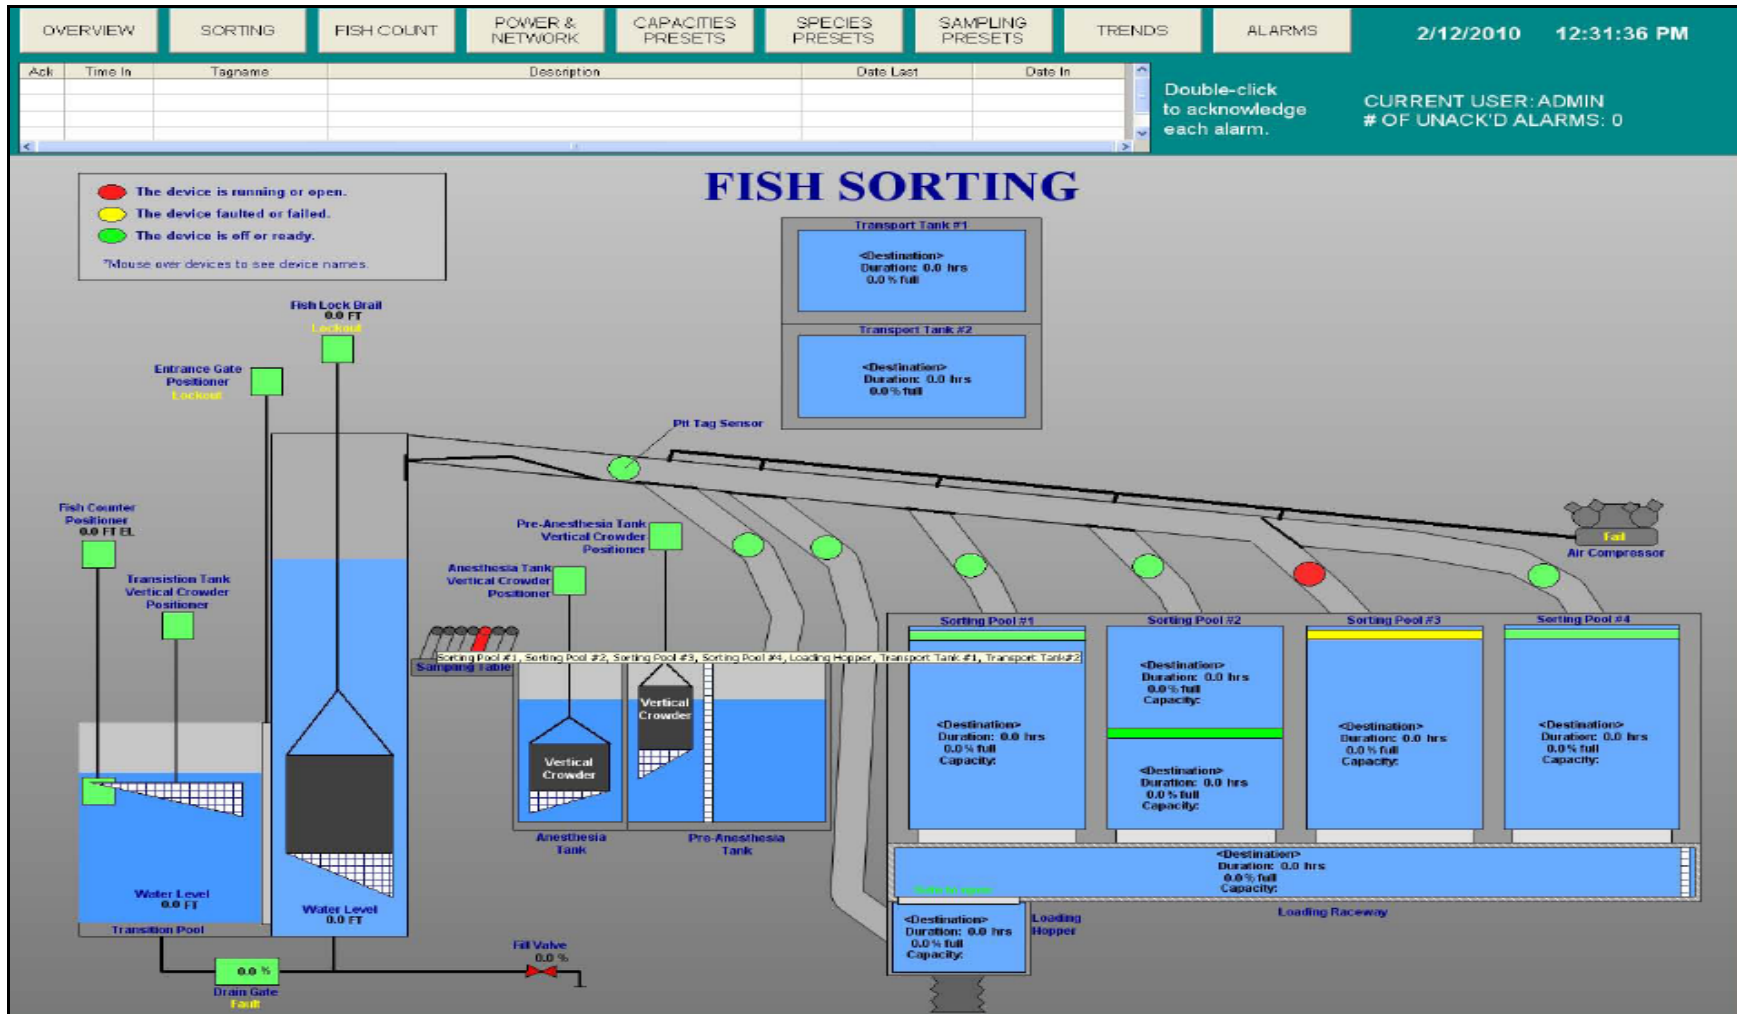 OVERVIEW
SORTING
FISH COUNT
POWER &
NETWORK
CAPACITIES
PRESETS
SPECIES
PRESETS
SAMPLING
PRESETS
TRENDS
ALARMS
2/12/2010 12:31:36 PM
Ack Time In Tagname Description Date Last Date In
Double-click
to acknowledge
each alarm.
CURRENT USER: ADMIN
# OF UNACK'D ALARMS: 0
The device is running or open.
The device faulted or failed.
The device is off or ready.
*Mouse over devices to see device names.
FISH SORTING
Transport Tank #1
<Destination>
Duration: 0.0 hrs
0.0 % full
Transport Tank #2
<Destination>
Duration: 0.0 hrs
0.0 % full
Fish Lock Brail
0.0 FT
Lockout
Entrance Gate
Positioner
Lockout
Pit Tag Sensor
Fish Counter
Positioner
0.0 FT EL
Transistion Tank
Vertical Crowder
Positioner
Pre-Anesthesia Tank
Vertical Crowder
Positioner
Anesthesia Tank
Vertical Crowder
Positioner
Fail
Air Compressor
Sampling Table
Sorting Pool #1, Sorting Pool #2, Sorting Pool #3, Sorting Pool #4, Loading Hopper, Transport Tank #1, Transport Tank#2
Sorting Pool #1
Sorting Pool #2
Sorting Pool #3
Sorting Pool #4
Vertical
Crowder
Vertical
Crowder
<Destination>
Duration: 0.0 hrs
0.0 % full
Capacity:
<Destination>
Duration: 0.0 hrs
0.0 % full
Capacity:
<Destination>
Duration: 0.0 hrs
0.0 % full
Capacity:
<Destination>
Duration: 0.0 hrs
0.0 % full
Capacity:
<Destination>
Duration: 0.0 hrs
0.0 % full
Capacity:
Anesthesia
Tank
Pre-Anesthesia
Tank
<Destination>
Duration: 0.0 hrs
0.0 % full
Capacity:
Loading Raceway
Water Level
0.0 FT
Transition Pool
Water Level
0.0 FT
<Destination>
Duration: 0.0 hrs
0.0 % full
Capacity:
Loading
Hopper
Fill Valve
0.0 %
0.0 %
Drain Gate
Fault